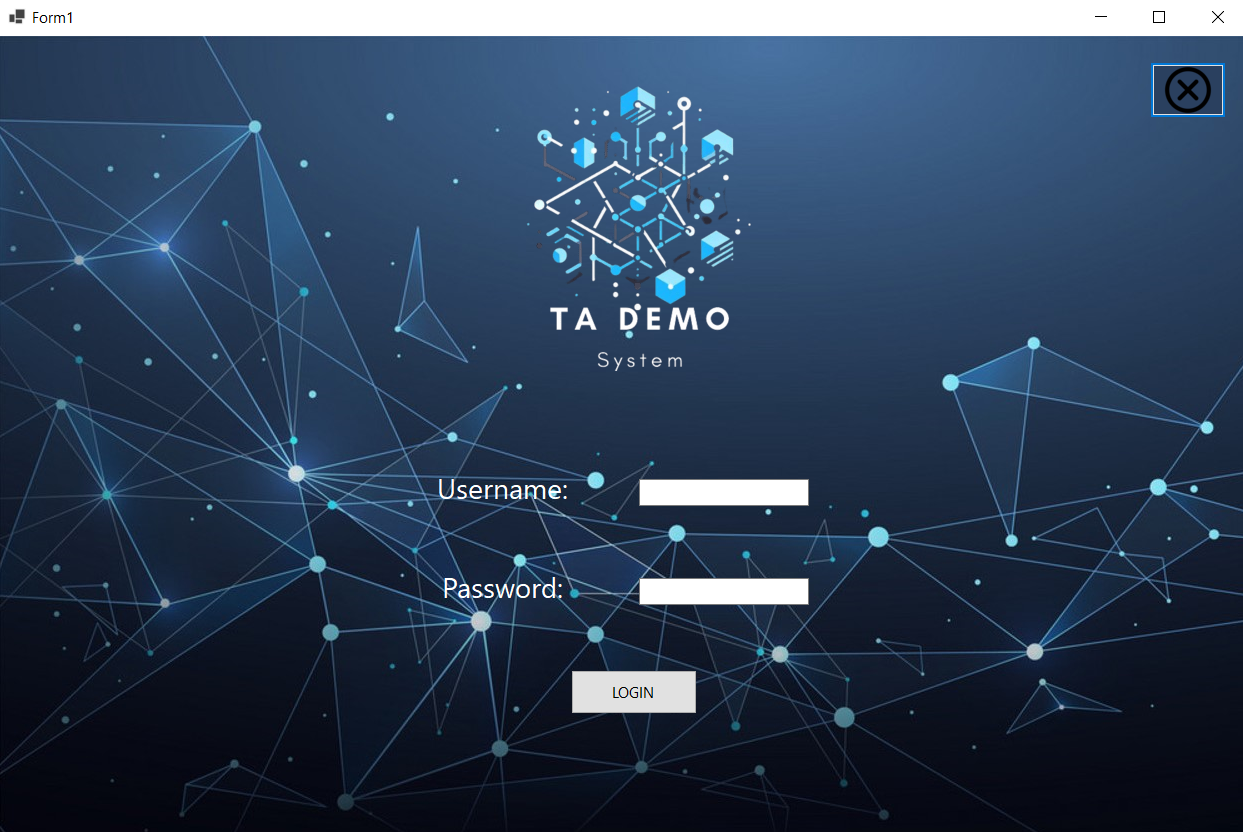 Form1
TA DEMO
System
Username:
Password:
LOGIN